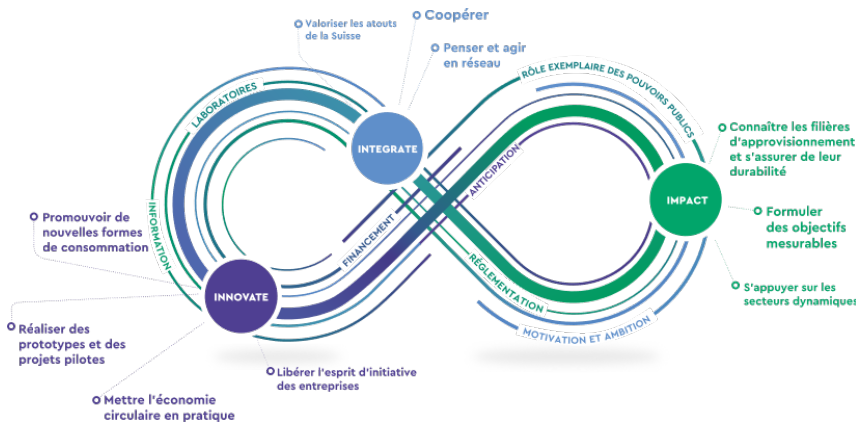 Valoriser les atouts
de la Suisse
Coopérer
Penser et agir
en réseau
LABORATOIRES
INTEGRATE
INFORMATION
Promouvoir de
nouvelles formes
de consommation
INNOVATE
Réaliser des
prototypes et des
projets pilotes
Mettre l'économie
circulaire en pratique
Libérer l'esprit d'initiative
des entreprises
FINANCEMENT
ANTICIPATION
RÉGLEMENTATION
MOTIVATION ET AMBITION
RÔLE EXEMPLAIRE DES POUVOIRS PUBLICS
IMPACT
Connaître les filières
d'approvisionnement
et s'assurer de leur
durabilité
Formuler
des objectifs
mesurables
S'appuyer sur les
secteurs dynamiques